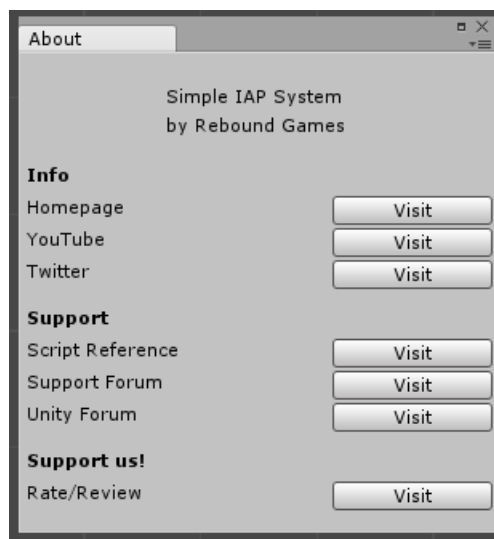 About
Simple IAP System
by Rebound Games
Info
Homepage Visit
YouTube Visit
Twitter Visit
Support
Script Reference Visit
Support Forum Visit
Unity Forum Visit
Support us!
Rate/Review Visit